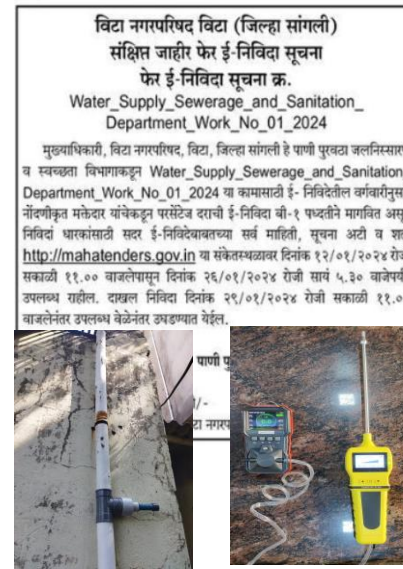 विटा नगरपरिषद विटा (जिल्हा सांगली)
संक्षिप्त जाहीर फेर ई-निविदा सूचना
फेर ई-निविदा सूचना क्र.
Water_Supply_Sewerage_and_Sanitation_
Department_Work_No_01_2024
मुख्याधिकारी, विटा नगरपरिषद, विटा, जिल्हा सांगली हे पाणी पुरवठा जलनिस्सार
व स्वच्छता विभागाकडून Water_Supply_Sewerage_and_Sanitation
Department_Work_No_01_2024 या कामासाठी ई- निविदेतील वर्गवारीनुस
नोंदणीकृत मक्तेदार यांचेकडून परसेंटेज दराची ई-निविदा बी-१ पध्दतीने मागवित अस
निविदा धारकांसाठी सदर ई-निविदेबाबतच्या सर्व माहिती, सूचना अटी व श
http://mahatenders.gov.in या संकेतस्थळावर दिनांक १२/०१/२०२४ रो
सकाळी ११.०० वाजलेपासून दिनांक २६/०१/२०२४ रोजी सायं ५.३० वाजेपर्य
उपलब्ध राहील. दाखल निविदा दिनांक २९/०१/२०२४ रोजी सकाळी ११.०
वाजलेनंतर उपलब्ध वेळेनंतर उघडण्यात येईल.
पाणी पु
/-
टा नगरप